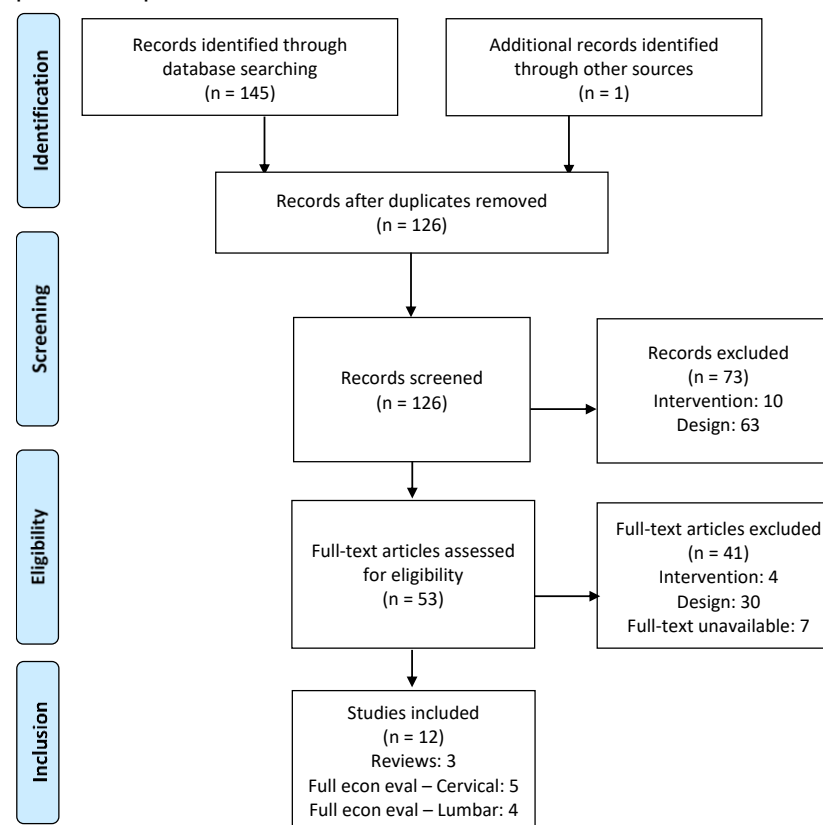 Identification
Records identified through
database searching
(n = 145)
Additional records identified
through other sources
(n = 1)
Records after duplicates removed
(n = 126)
Screening
Records screened
(n = 126)
Records excluded
(n = 73)
Intervention: 10
Design: 63
Eligibility
Full-text articles assessed
for eligibility
(n = 53)
Full-text articles excluded
(n = 41)
Intervention: 4
Design: 30
Full-text unavailable: 7
Inclusion
Studies included
(n = 12)
Reviews: 3
Full econ eval – Cervical: 5
Full econ eval – Lumbar: 4